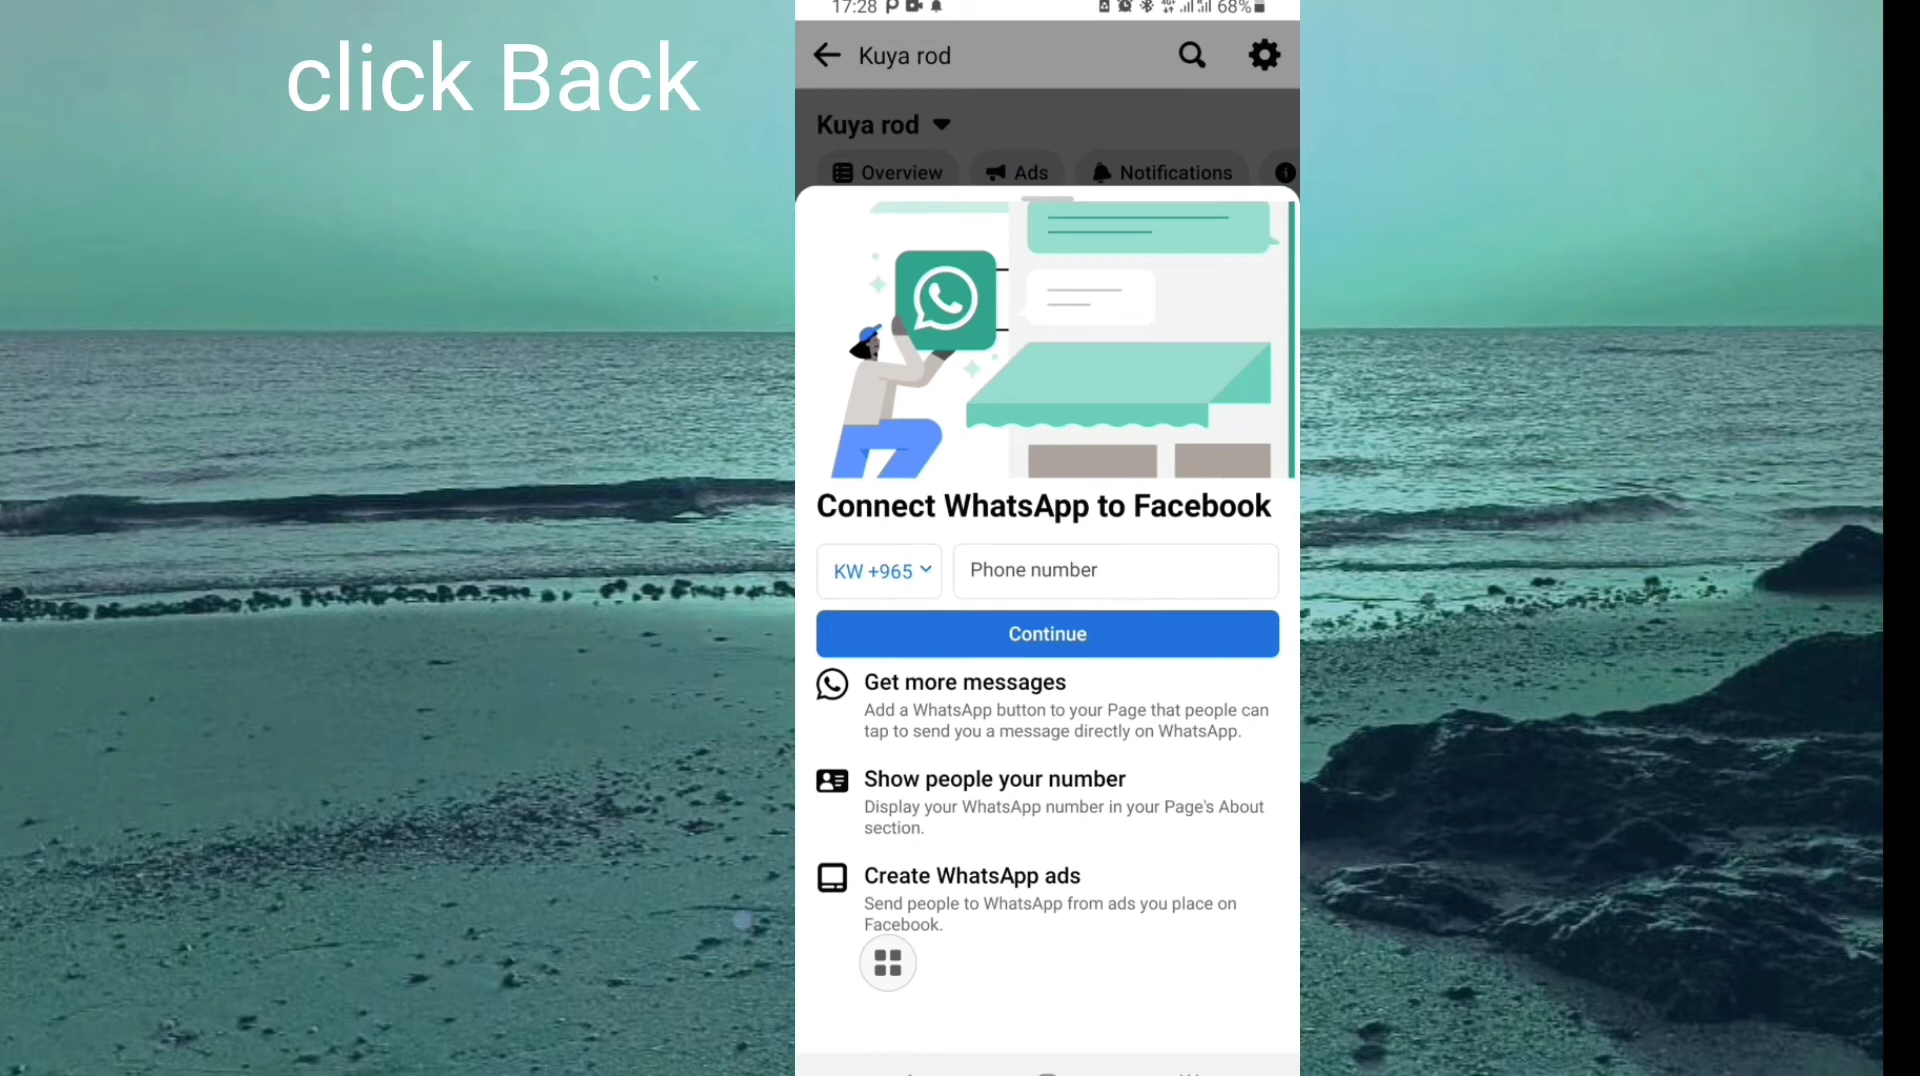 click Back
17:28 68%
Kuya rod
Kuya rod
Overview Ads Notifications
Connect WhatsApp to Facebook
KW +965 Phone number
Continue
Get more messages
Add a WhatsApp button to your Page that people can
tap to send you a message directly on WhatsApp.
Show people your number
Display your WhatsApp number in your Page's About
section.
Create WhatsApp ads
Send people to WhatsApp from ads you place on
Facebook.